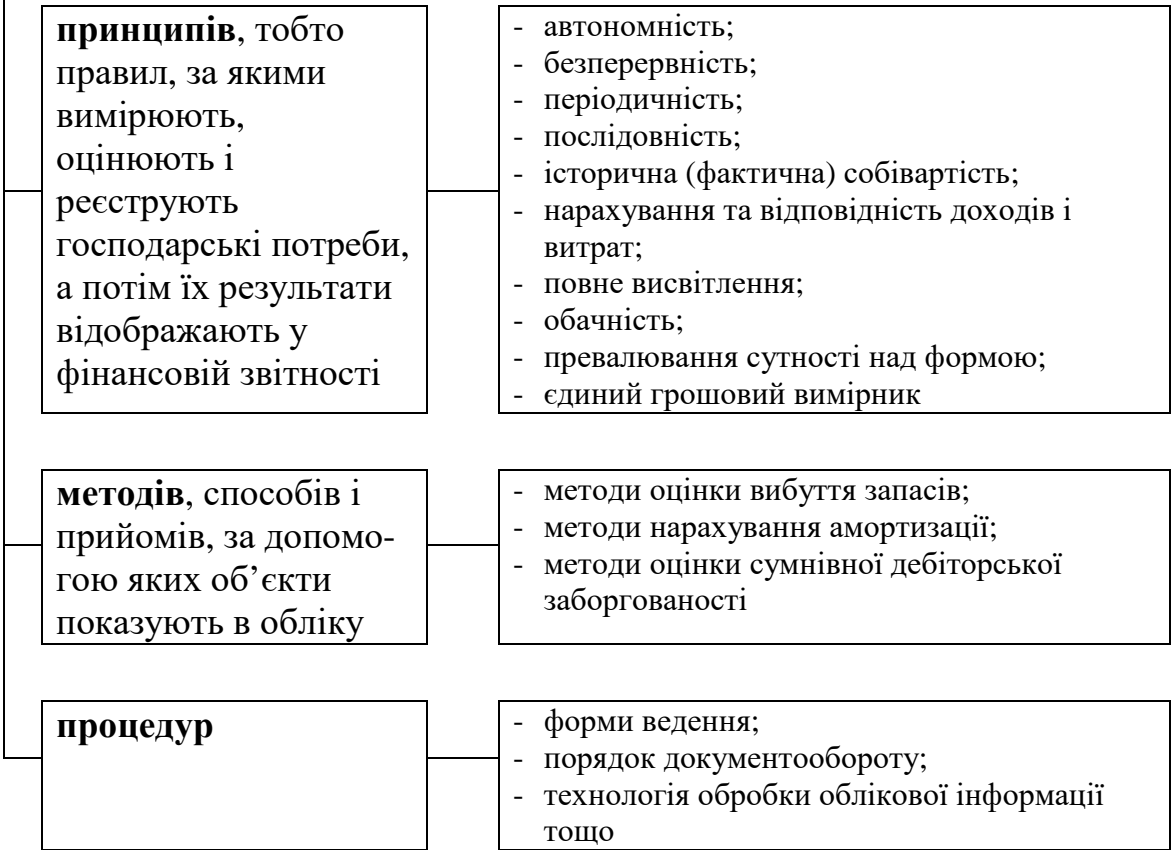 принципів, тобто
правил, за якими
вимірюють,
оцінюють і
реєструють
господарські потреби,
а потім їх результати
відображають у
фінансовій звітності
- автономність;
- безперервність;
- періодичність;
- послідовність;
- історична (фактична) собівартість;
- нарахування та відповідність доходів і
витрат;
- повне висвітлення;
- обачність;
- превалювання сутності над формою;
- єдиний грошовий вимірник
методів, способів і
прийомів, за допомо-
гою яких об’єкти
показують в обліку
- методи оцінки вибуття запасів;
- методи нарахування амортизації;
- методи оцінки сумнівної дебіторської
заборгованості
процедур
- форми ведення;
- порядок документообороту;
- технологія обробки облікової інформації
тощо